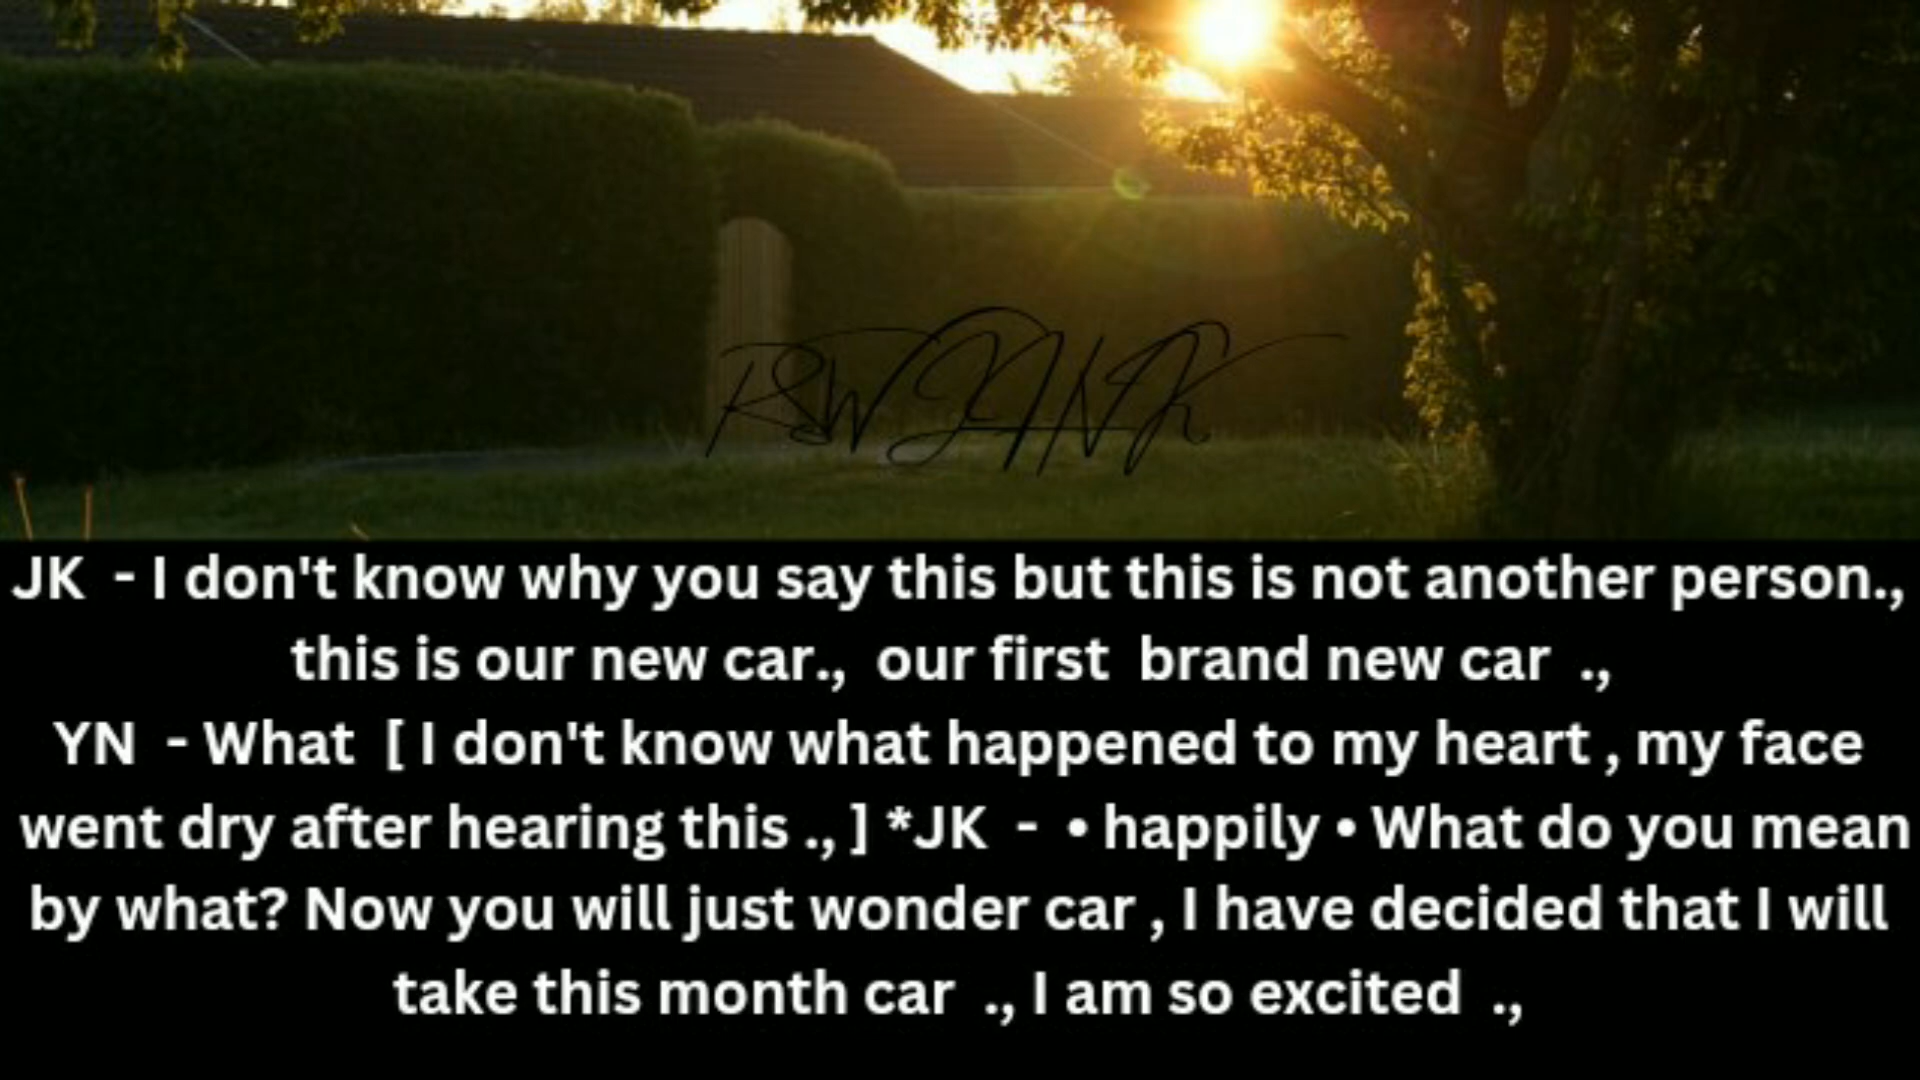 RSWJHNK
JK - I don't know why you say this but this is not another person.,
this is our new car., our first brand new car .,
YN - What [ I don't know what happened to my heart , my face
went dry after hearing this ., ] *JK - • happily • What do you mean
by what? Now you will just wonder car , I have decided that I will
take this month car ., I am so excited .,